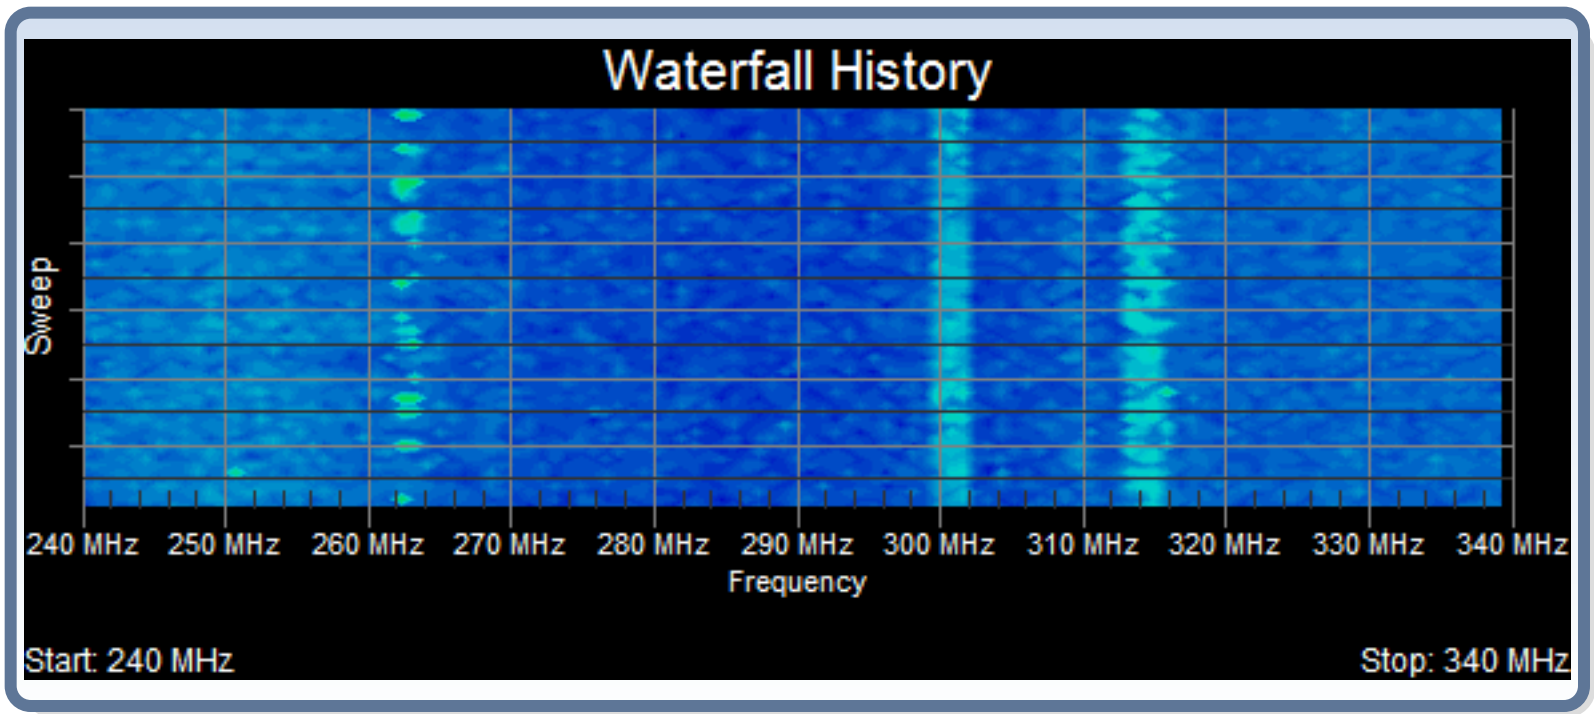 Waterfall History
Sweep
240 MHz 250 MHz 260 MHz 270 MHz 280 MHz 290 MHz 300 MHz 310 MHz 320 MHz 330 MHz 340 MHz
Frequency
Start: 240 MHz
Stop: 340 MHz